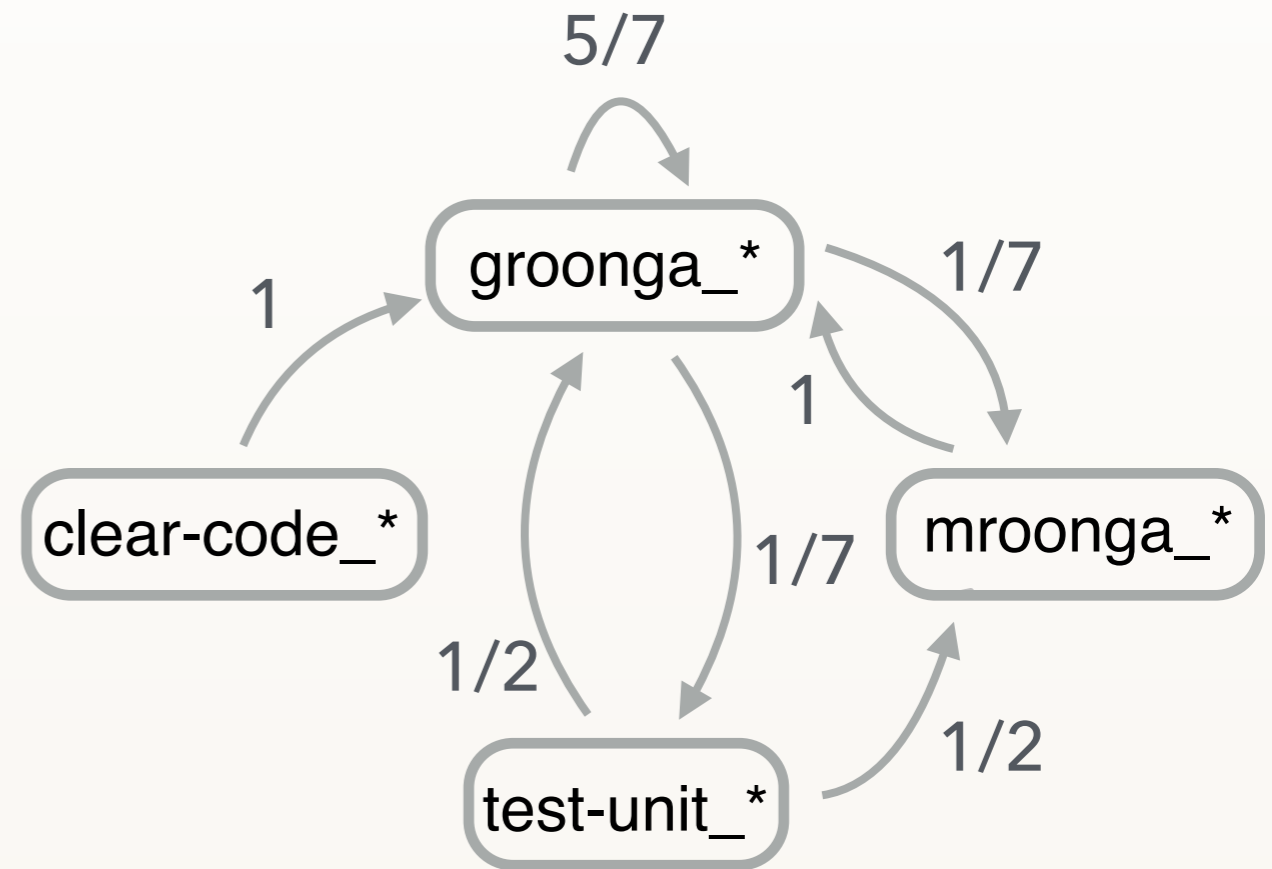 5/7
groonga_*
1/7
1
1
clear-code_*
mroonga_*
1/7
1/2
1/2
test-unit_*